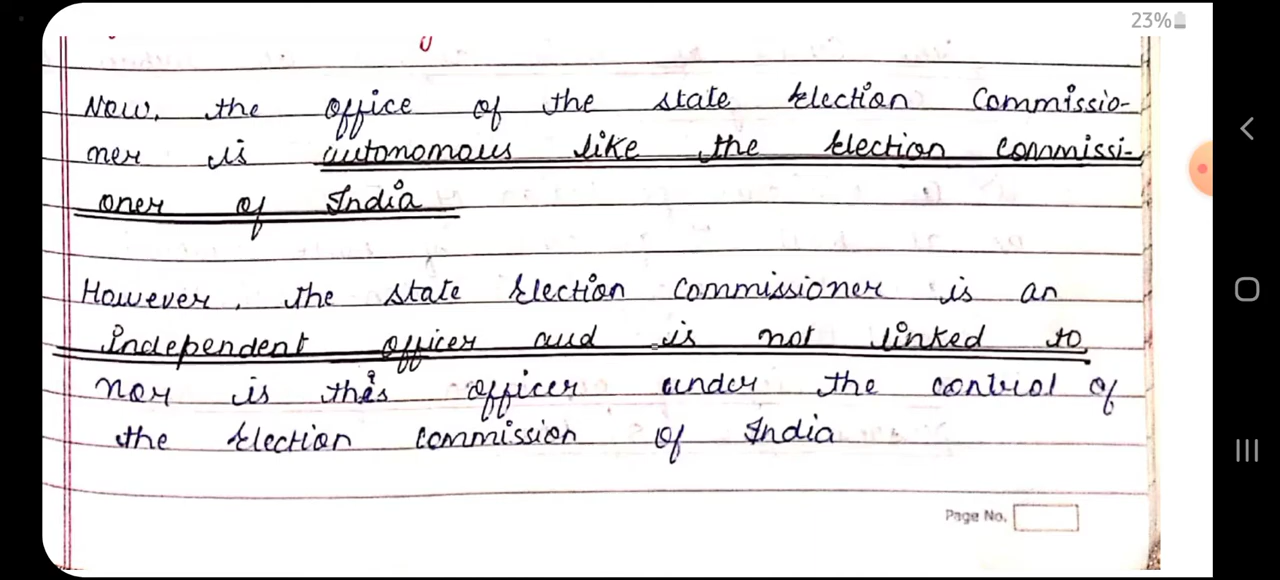 23%
Now, the office of the state Election Commissio-
ner is autonomous like the Election commissi-
oner of India
However, the state Election commissioner is an
independent officer and is not linked to
nor is this officer under the control of
the Election commission of India
Page No.